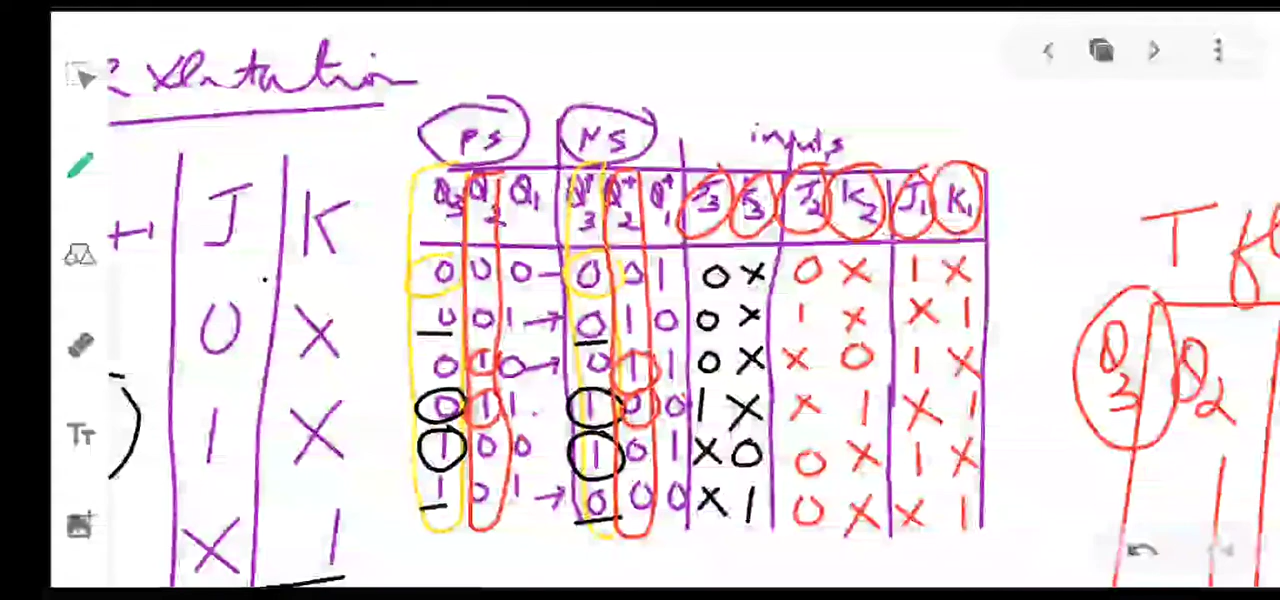 PS NS inputs
Q3 Q2 Q1 Q3+ Q2+ Q1+ J3 K3 J2 K2 J1 K1
0 0 0 → 0 0 1 0 X 0 X 1 X
0 0 1 → 0 1 0 0 X 1 X X 1
0 1 0 → 0 1 1 0 X X 0 1 X
0 1 1 1 0 0 1 X X 1 X 1
1 0 0 1 0 1 X 0 0 X 1 X
1 0 1 → 0 0 0 X 1 0 X X 1
J K
0 X
1 X
X 1
T
Q3 Q2
1
Tт